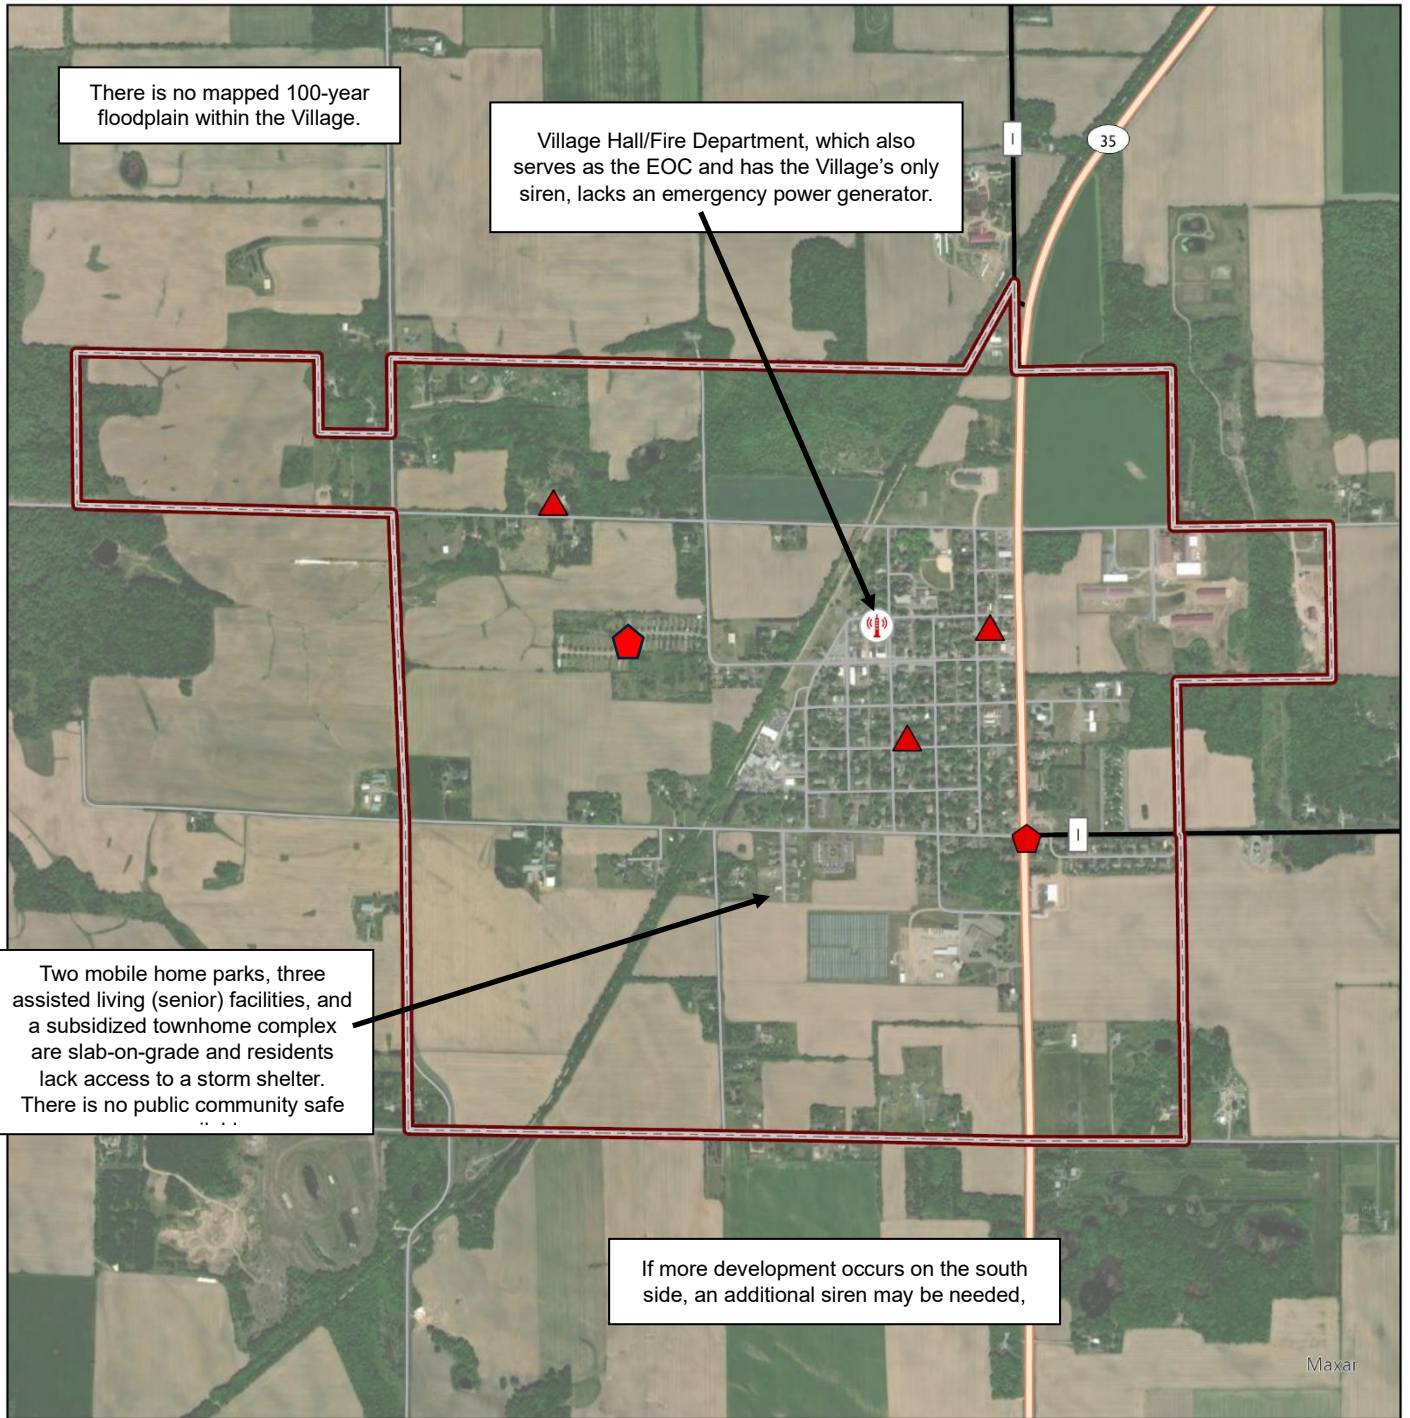 There is no mapped 100-year
floodplain within the Village.
Village Hall/Fire Department, which also
serves as the EOC and has the Village's only
siren, lacks an emergency power generator.
I
35
I
Two mobile home parks, three
assisted living (senior) facilities, and
a subsidized townhome complex
are slab-on-grade and residents
lack access to a storm shelter.
There is no public community safe
If more development occurs on the south
side, an additional siren may be needed,
Maxar